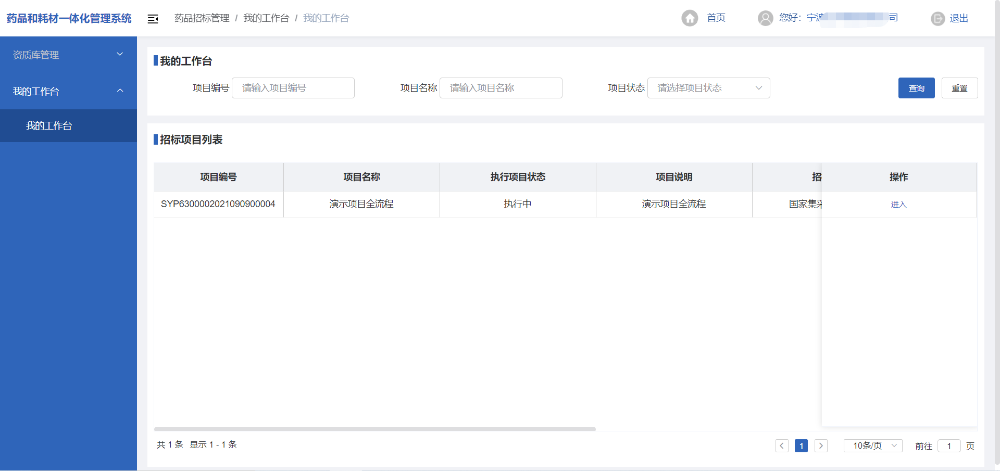 药品和耗材一体化管理系统
药品招标管理 / 我的工作台 / 我的工作台
首页
您好：宁波
司
退出
资质库管理
我的工作台
我的工作台
我的工作台
项目编号 请输入项目编号
项目名称 请输入项目名称
项目状态 请选择项目状态
查询
重置
招标项目列表
项目编号 项目名称 执行项目状态 项目说明 招 操作
SYP6300002021090900004 演示项目全流程 执行中 演示项目全流程 国家集采 进入
共 1 条 显示 1 - 1 条
1
10条/页
前往 1 页